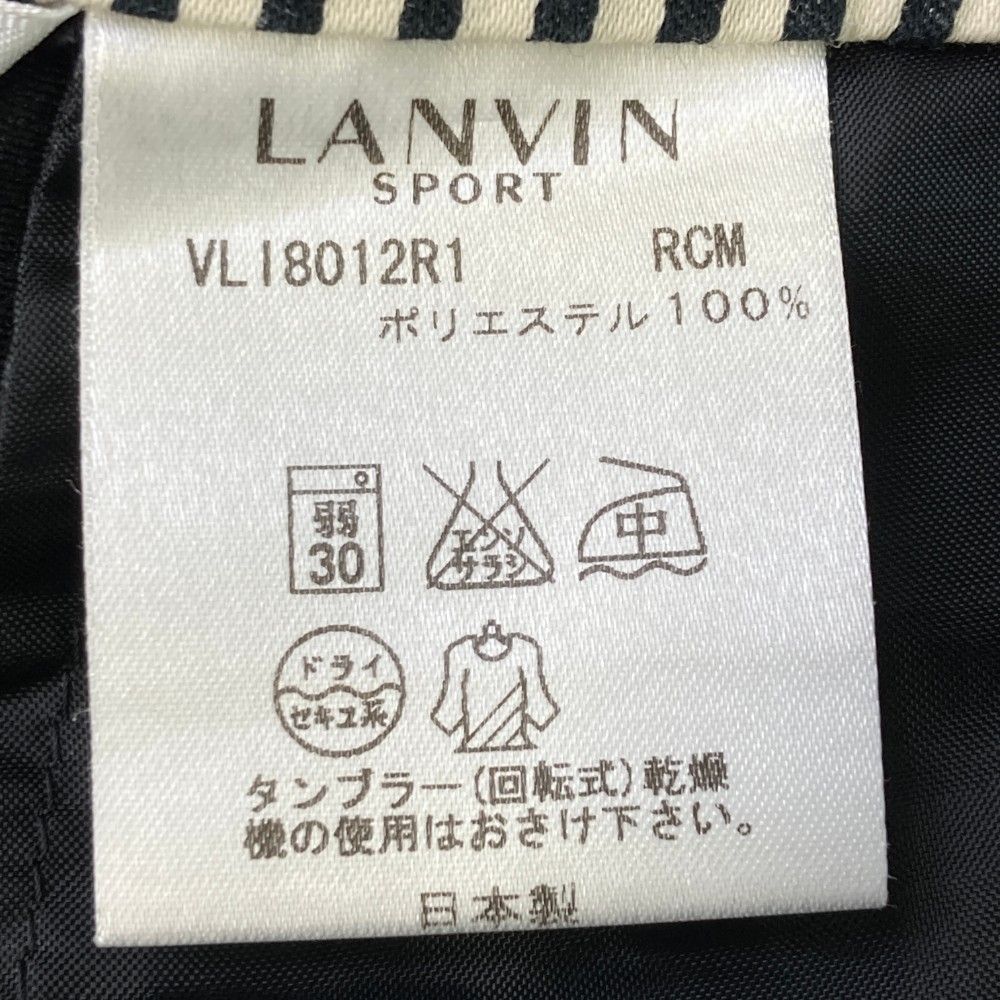 LANVIN
SPORT
VLI8012R1 RCM
ポリエステル100%
弱
30
エンソ
サラシ
中
ドライ
セキユ系
タンブラー(回転式)乾燥
機の使用はおさけ下さい。
日本製